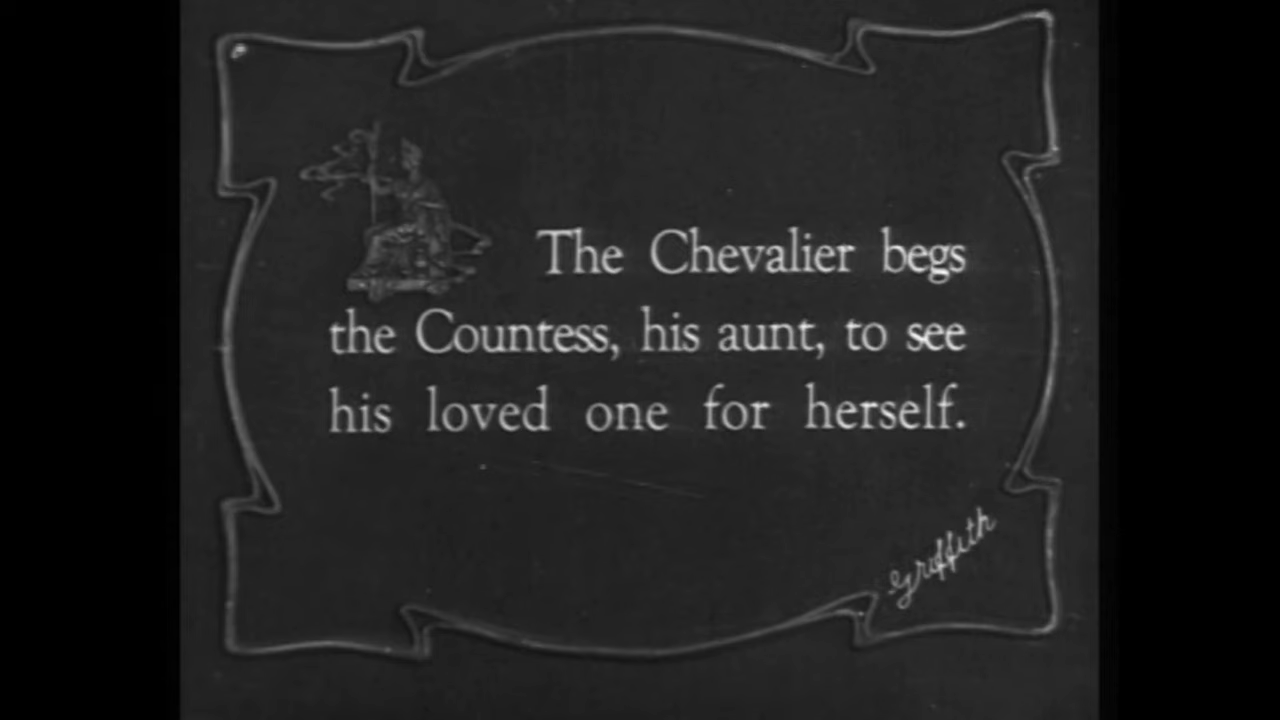 The Chevalier begs
the Countess, his aunt, to see
his loved one for herself.
Griffith